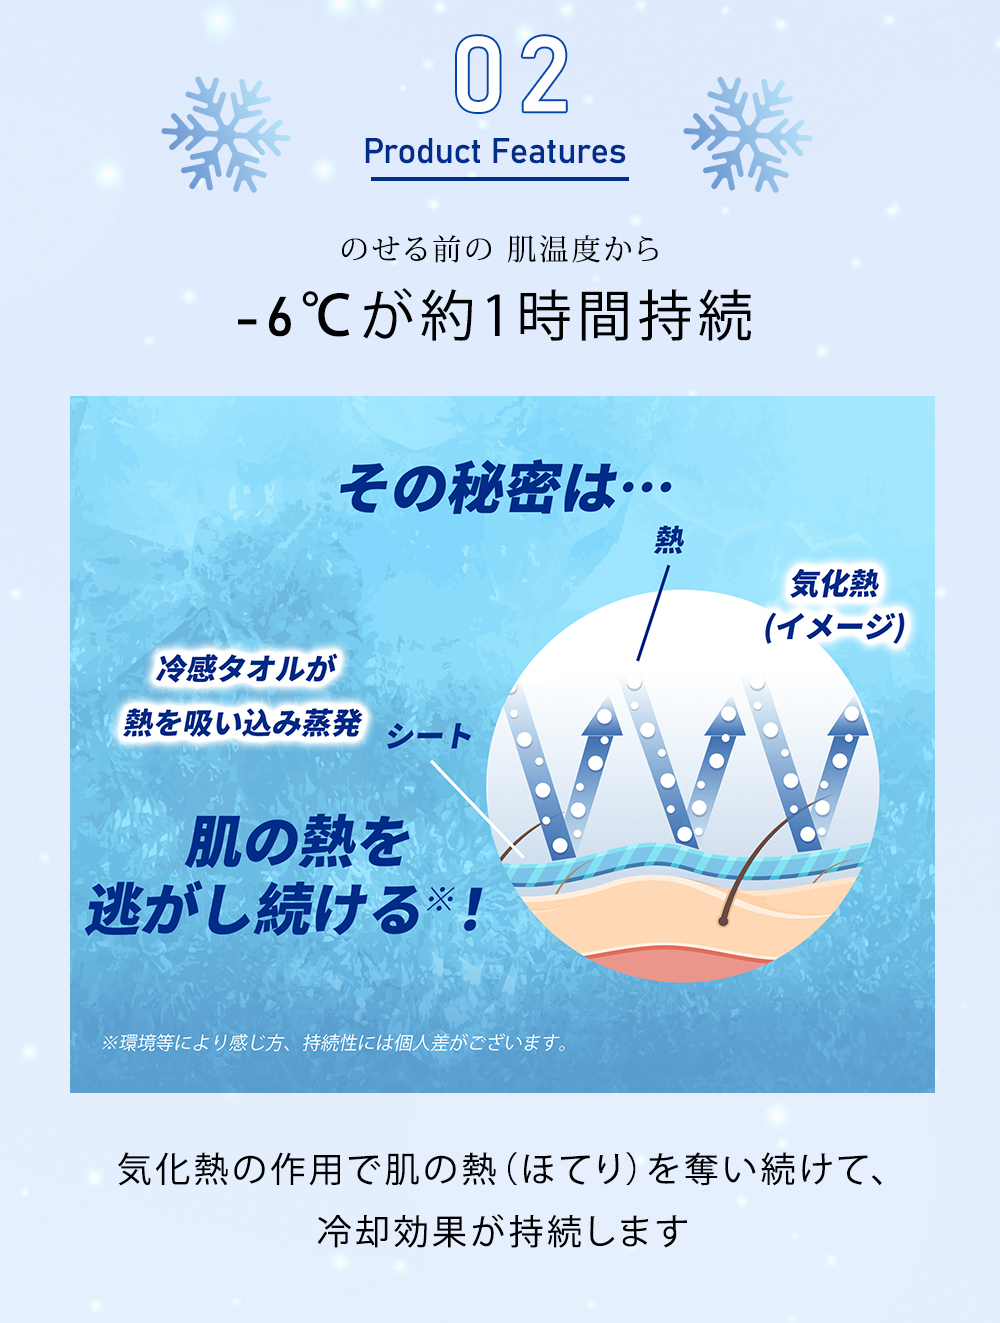 02
Product Features
のせる前の 肌温度から
-6℃が約1時間持続
その秘密は…
熱
気化熱
(イメージ)
冷感タオルが
熱を吸い込み蒸発
シート
肌の熱を
逃がし続ける※!
※環境等により感じ方、持続性には個人差がございます。
気化熱の作用で肌の熱（ほてり）を奪い続けて、
冷却効果が持続します